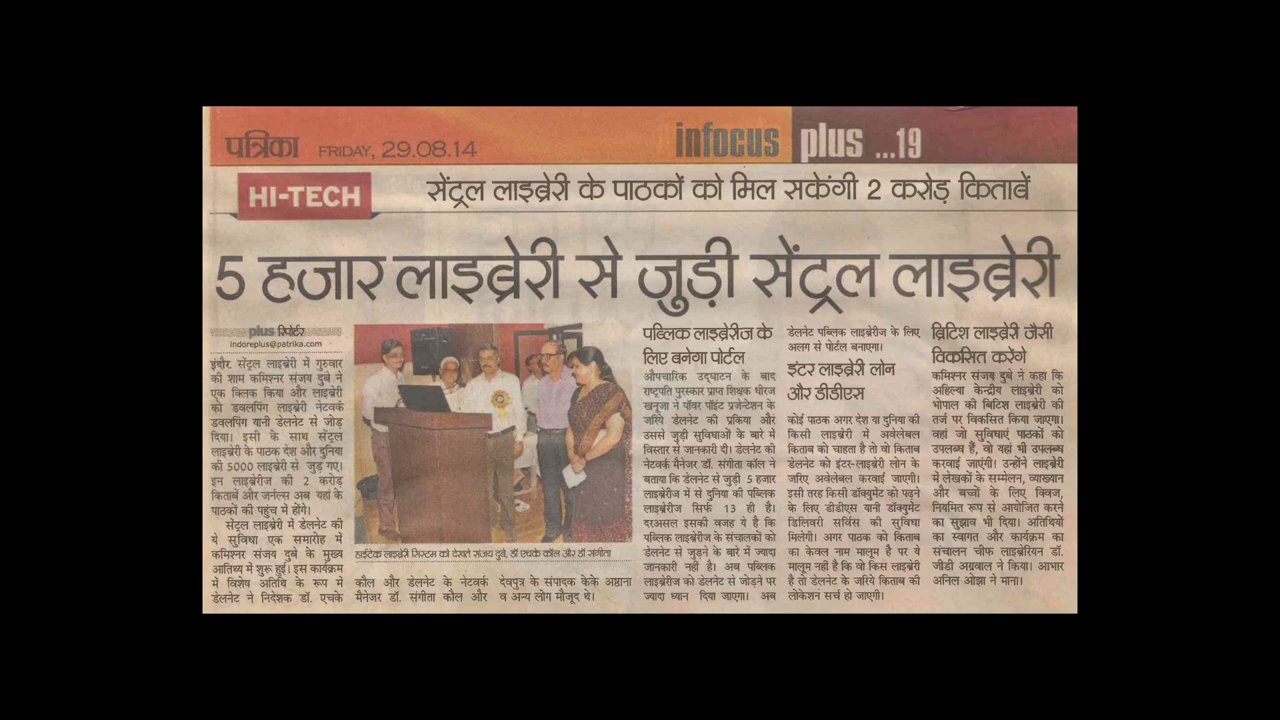 पत्रिका FRIDAY, 29.08.14
infocus plus ...19
HI-TECH
सेंट्रल लाइब्रेरी के पाठकों को मिल सकेंगी 2 करोड़ किताबें
5 हजार लाइब्रेरी से जुड़ी सेंट्रल लाइब्रेरी
plus रिपोर्टर
indoreplus@patrika.com
इंदौर. सेंट्रल लाइब्रेरी में गुरुवार
की शाम कमिश्नर संजय दुबे ने
एक क्लिक किया और लाइब्रेरी
को डवलपिंग लाइब्रेरी नेटवर्क
डवलपिंग यानी डेलनेट से जोड़
दिया। इसी के साथ सेंट्रल
लाइब्रेरी के पाठक देश और दुनिया
की 5000 लाइब्रेरी से जुड़ गए।
इन लाइब्रेरीज की 2 करोड़
किताबें और जर्नल्स अब यहां के
पाठकों की पहुंच में होंगे।
सेंट्रल लाइब्रेरी में डेलनेट की
ये सुविधा एक समारोह में
कमिश्नर संजय दुबे के मुख्य
आतिथ्य में शुरू हुई। इस कार्यक्रम
में विशेष अतिथि के रूप में
डेलनेट ने निदेशक डॉ. एचके
हाईटेक लाइब्रेरी सिस्टम को देखते संजय दुबे, डॉ एचके कॉल और डॉ संगीता
कौल और डेलनेट के नेटवर्क
मैनेजर डॉ. संगीता कौल और
देवपुत्र के संपादक केके अष्ठाना
व अन्य लोग मौजूद थे।
पब्लिक लाइब्रेरीज के
लिए बनेगा पोर्टल
औपचारिक उद्घाटन के बाद
राष्ट्रपति पुरस्कार प्राप्त शिक्षक धीरज
खनूजा ने पॉवर पॉइंट प्रजेन्टेशन के
जरिये डेलनेट की प्रकिया और
उससे जुड़ी सुविधाओं के बारे में
विस्तार से जानकारी दी। डेलनेट की
नेटवर्क मैनेजर डॉ. संगीता कॉल ने
बताया कि डेलनेट से जुड़ी 5 हजार
लाइब्रेरीज में से दुनिया की पब्लिक
लाइब्रेरीज सिर्फ 13 ही है।
दरअसल इसकी वजह ये है कि
पब्लिक लाइब्रेरीज के संचालकों को
डेलनेट से जुड़ने के बारे में ज्यादा
जानकारी नही है। अब पब्लिक
लाइब्रेरीज को डेलनेट से जोड़ने पर
ज्यादा ध्यान दिया जाएगा। अब
डेलनेट पब्लिक लाइब्रेरीज के लिए
अलग से पोर्टल बनाएगा।
इंटर लाइब्रेरी लोन
और डीडीएस
कोई पाठक अगर देश या दुनिया की
किसी लाइब्रेरी में अवेलेबल
किताब को चाहता है तो वो किताब
डेलनेट को इंटर-लाइब्रेरी लोन के
जरिए अवेलेबल करवाई जाएगी।
इसी तरह किसी डॉक्युमेंट को पढ़ने
के लिए डीडीएस यानी डॉक्युमेंट
डिलिवरी सर्विस की सुविधा
मिलेगी। अगर पाठक को किताब
का केवल नाम मालूम है पर ये
मालूम नही है कि वो किस लाइब्रेरी
है तो डेलनेट के जरिये किताब की
लोकेशन सर्च हो जाएगी।
ब्रिटिश लाइब्रेरी जैसी
विकसित करेंगे
कमिश्नर संजब दुबे ने कहा कि
अहिल्या केन्द्रीय लाइब्रेरी को
भोपाल की ब्रिटिश लाइब्रेरी की
तर्ज पर विकसित किया जाएगा।
वहां जो सुविधाएं पाठकों को
उपलब्ध हैं, वो यहां भी उपलब्ध
करवाई जाएंगी। उन्होंने लाइब्रेरी
में लेखकों के सम्मेलन, व्याख्यान
और बच्चों के लिए क्विज,
नियमित रूप से आयोजित करने
का सुझाव भी दिया। अतिथियों
का स्वागत और कार्यक्रम का
संचालन चीफ लाइब्रेरियन डॉ.
जीडी अग्रवाल ने किया। आभार
अनिल ओझा ने माना।